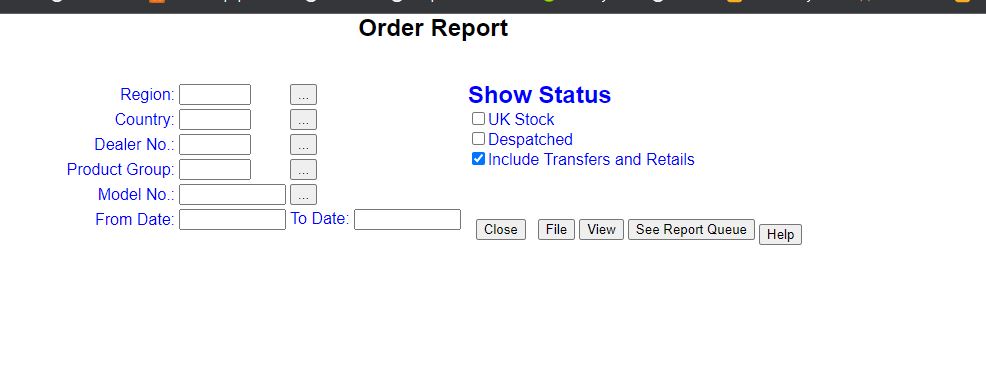 Order Report
Region: ...
Country: ...
Dealer No.: ...
Product Group: ...
Model No.: ...
From Date: To Date:
Show Status
UK Stock
Despatched
Include Transfers and Retails
Close File View See Report Queue Help